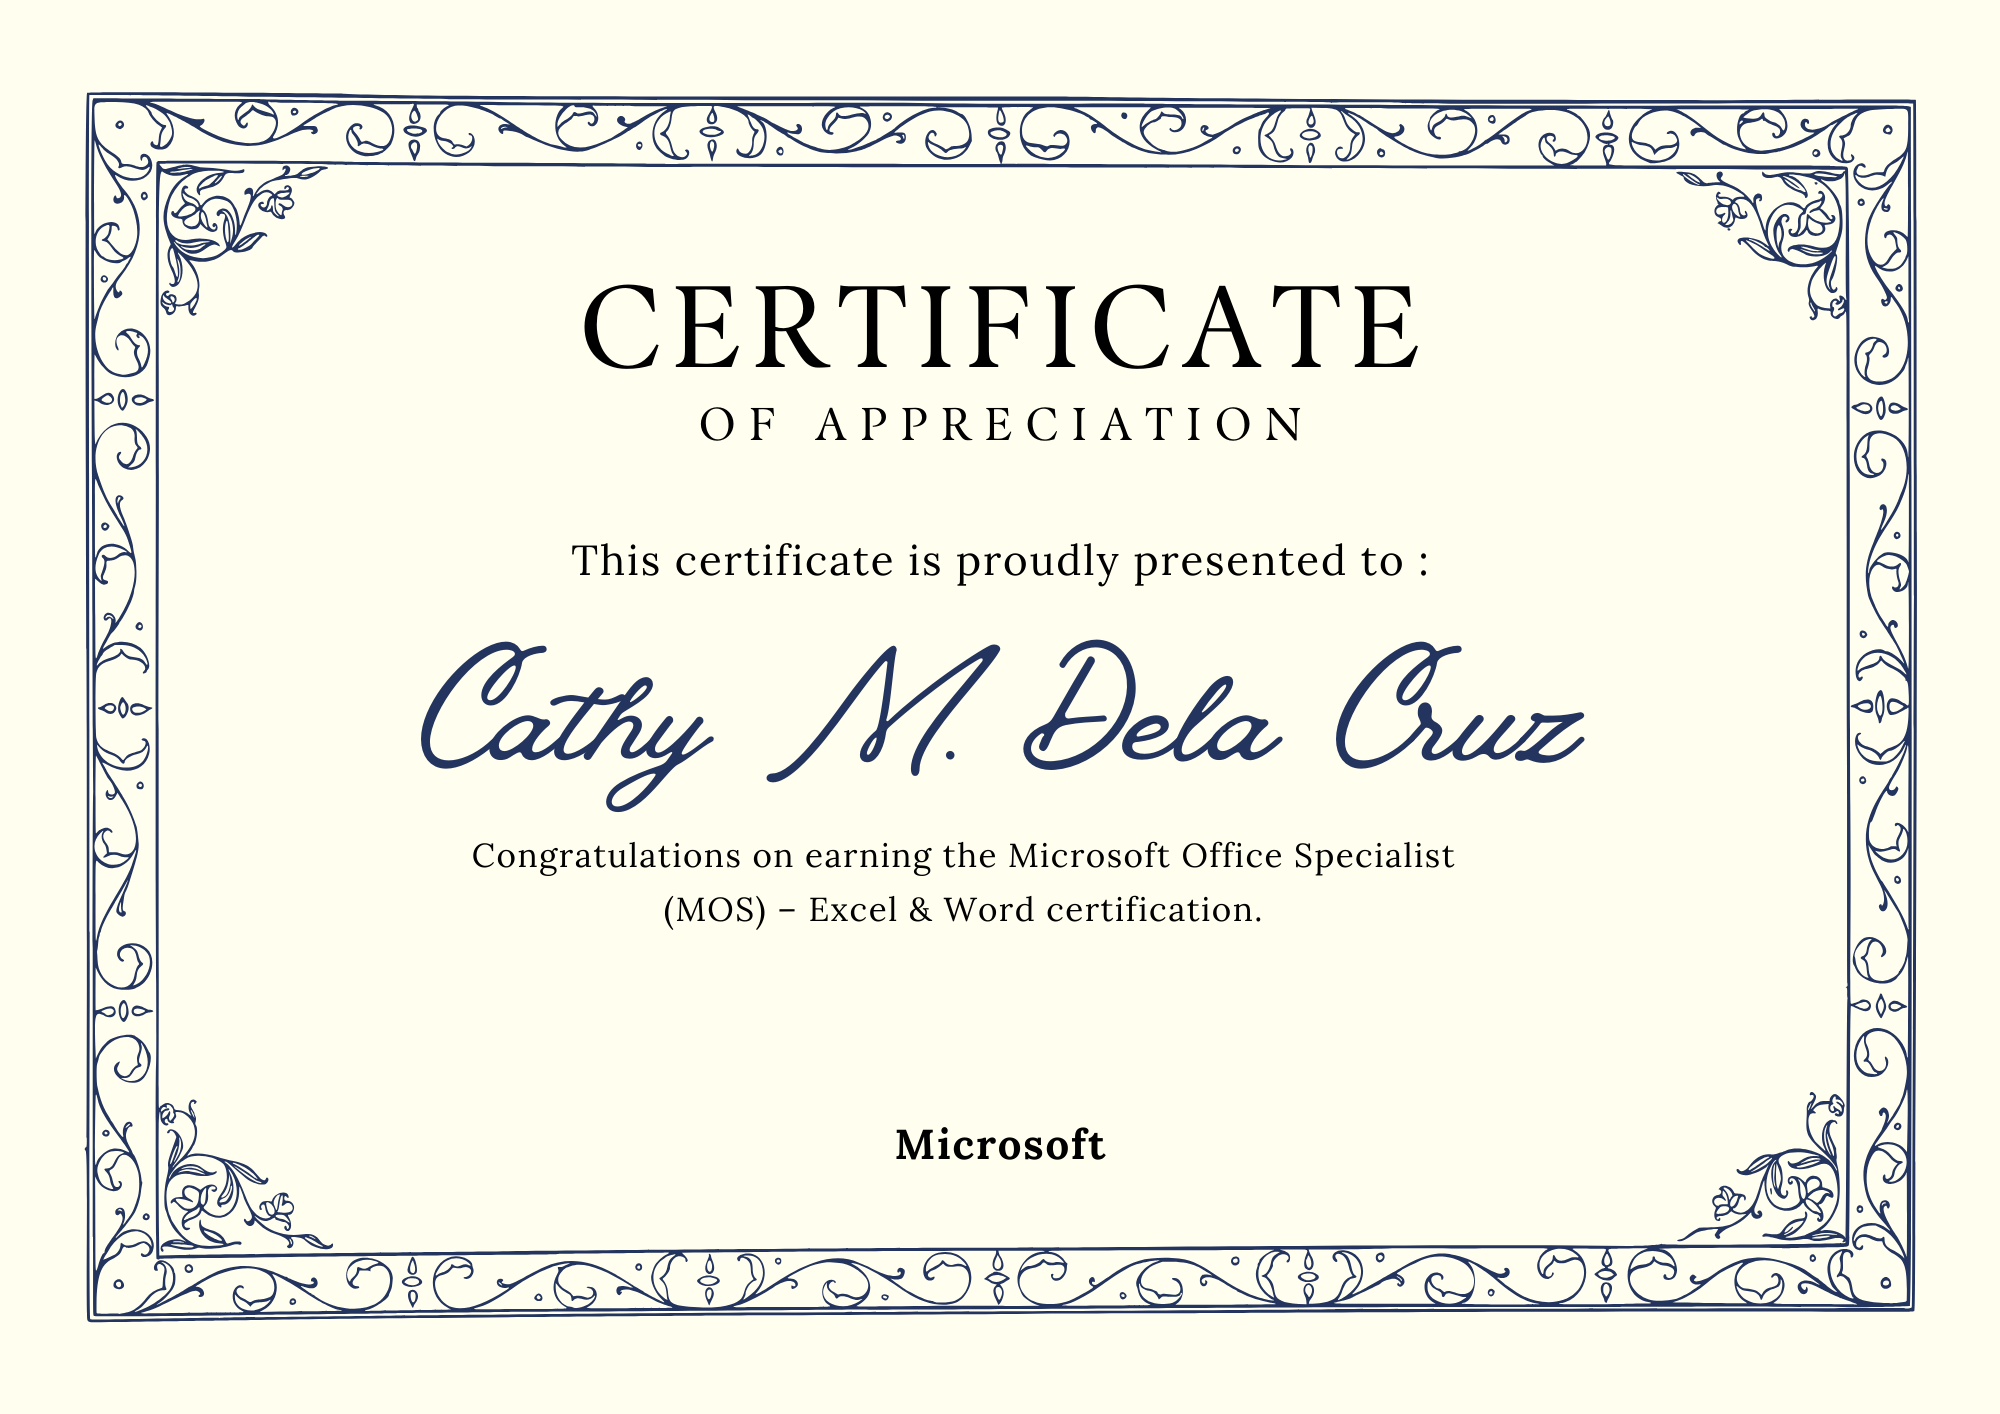 CERTIFICATE
OF APPRECIATION
This certificate is proudly presented to :
Cathy M. Dela Cruz
Congratulations on earning the Microsoft Office Specialist
(MOS) – Excel & Word certification.
Microsoft